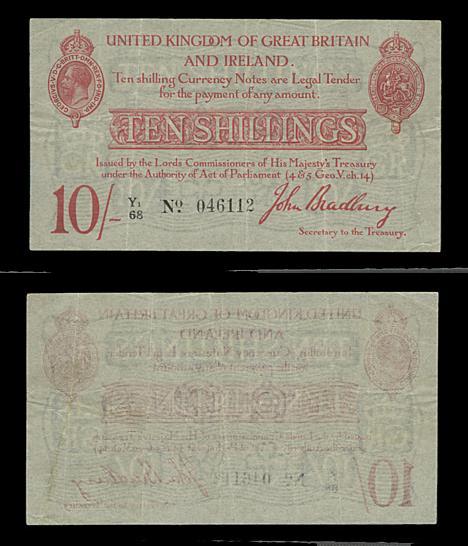 UNITED KINGDOM OF GREAT BRITAIN
AND IRELAND.
Ten shilling Currency Notes are Legal Tender
for the payment of any amount.
TEN SHILLINGS
Issued by the Lords Commissioners of His Majesty's Treasury
under the Authority of Act of Parliament (4 & 5 Geo.V. ch.14)
10/- Y1/68 No. 046112 John Bradbury
Secretary to the Treasury.